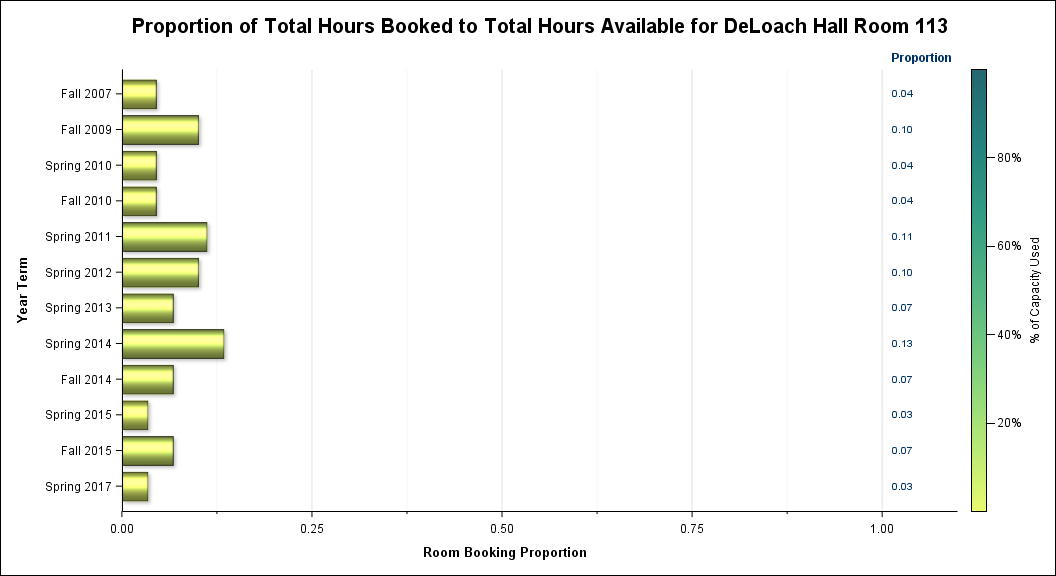 Proportion of Total Hours Booked to Total Hours Available for DeLoach Hall Room 113
Proportion
Fall 2007 0.04
Fall 2009 0.10
Spring 2010 0.04
Fall 2010 0.04
Spring 2011 0.11
Spring 2012 0.10
Spring 2013 0.07
Spring 2014 0.13
Fall 2014 0.07
Spring 2015 0.03
Fall 2015 0.07
Spring 2017 0.03
Year Term
0.00 0.25 0.50 0.75 1.00
Room Booking Proportion
80%
60%
40%
20%
% of Capacity Used